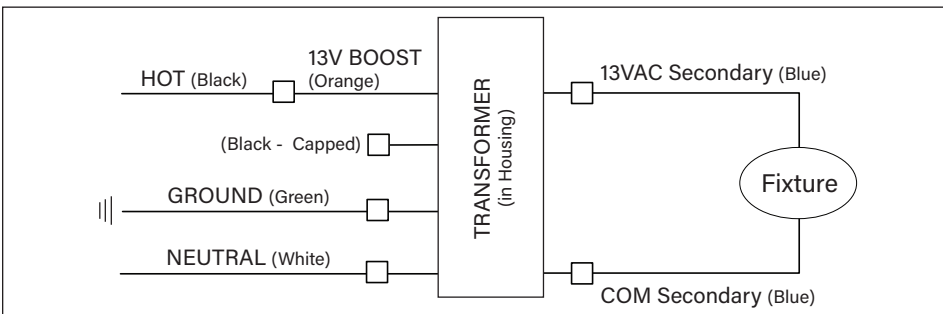 13V BOOST
HOT (Black)
(Orange)
(Black - Capped)
GROUND (Green)
NEUTRAL (White)
TRANSFORMER
(in Housing)
13VAC Secondary (Blue)
Fixture
COM Secondary (Blue)